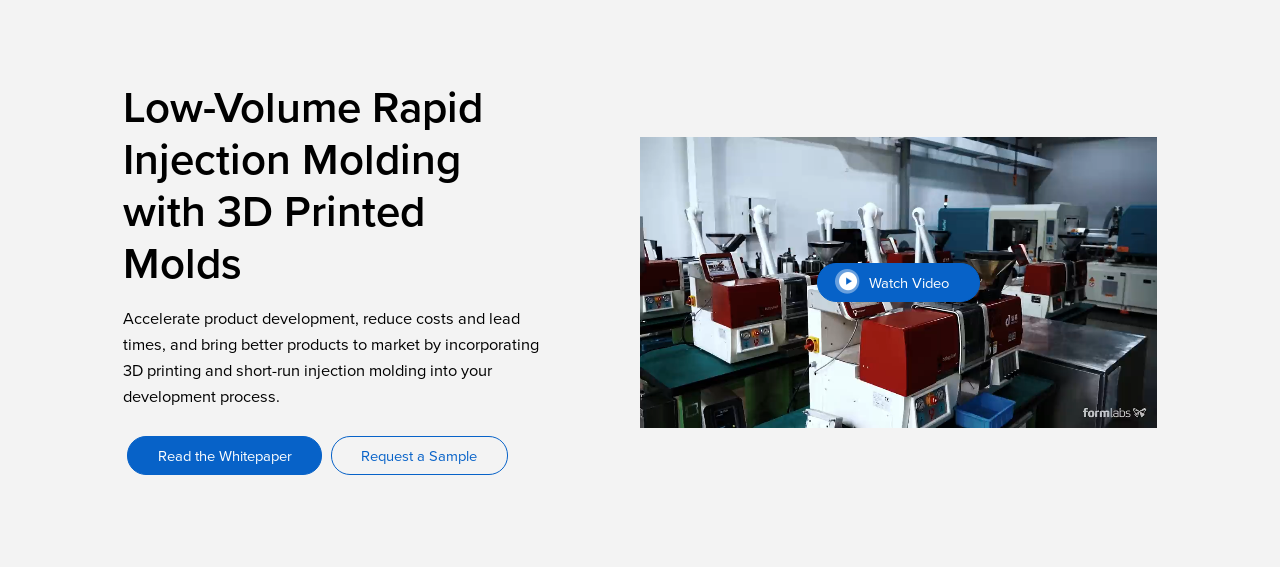 Low-Volume Rapid
Injection Molding
with 3D Printed
Molds
Accelerate product development, reduce costs and lead
times, and bring better products to market by incorporating
3D printing and short-run injection molding into your
development process.
Read the Whitepaper
Request a Sample
Watch Video
formlabs